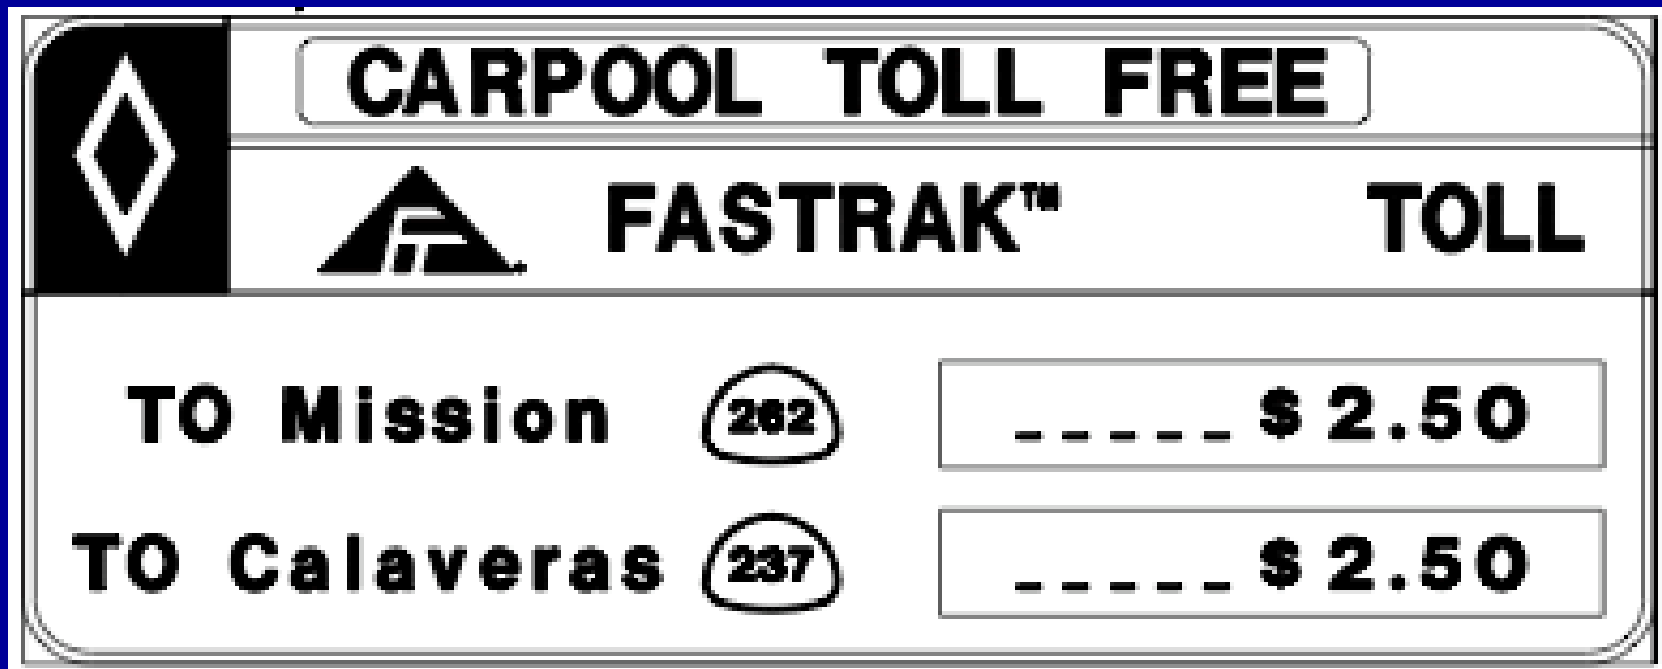 CARPOOL TOLL FREE
FASTRAK™ TOLL
TO Mission 262 _ _ _ _ _ $2.50
TO Calaveras 237 _ _ _ _ _ $2.50